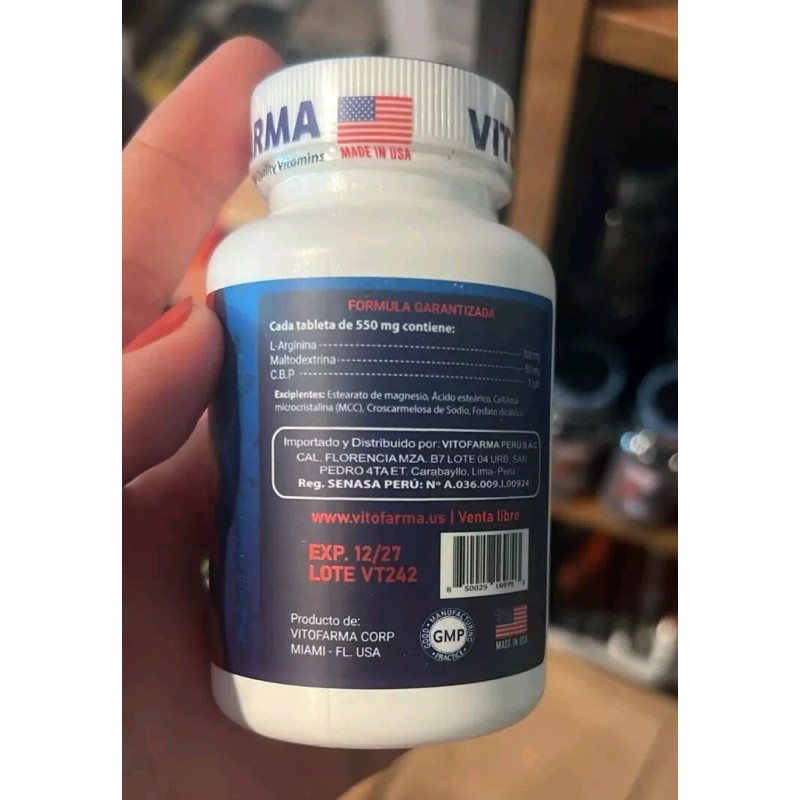 ARMA
MADE IN USA
Quality Vitamins
VIT
FORMULA GARANTIZADA
Cada tableta de 550 mg contiene:
L-Arginina
Maltodextrina
C.B.P
Excipientes: Estearato de magnesio, Ácido esteárico, Celulosa
microcristalina (MCC), Croscarmelosa de Sodio, Fosfato dicálcico
Importado y Distribuido por: VITOFARMA PERU S.A.C
CAL. FLORENCIA MZA. B7 LOTE 04 URB. SAN
PEDRO 4TA ET. Carabayllo, Lima- Peru
Reg. SENASA PERÚ: Nº A.036.009.I.00924
www.vitofarma.us | Venta libre
EXP. 12/27
LOTE VT242
Producto de:
VITOFARMA CORP
MIAMI - FL. USA
GOOD MANUFACTURING
GMP
PRACTICE
MADE IN USA